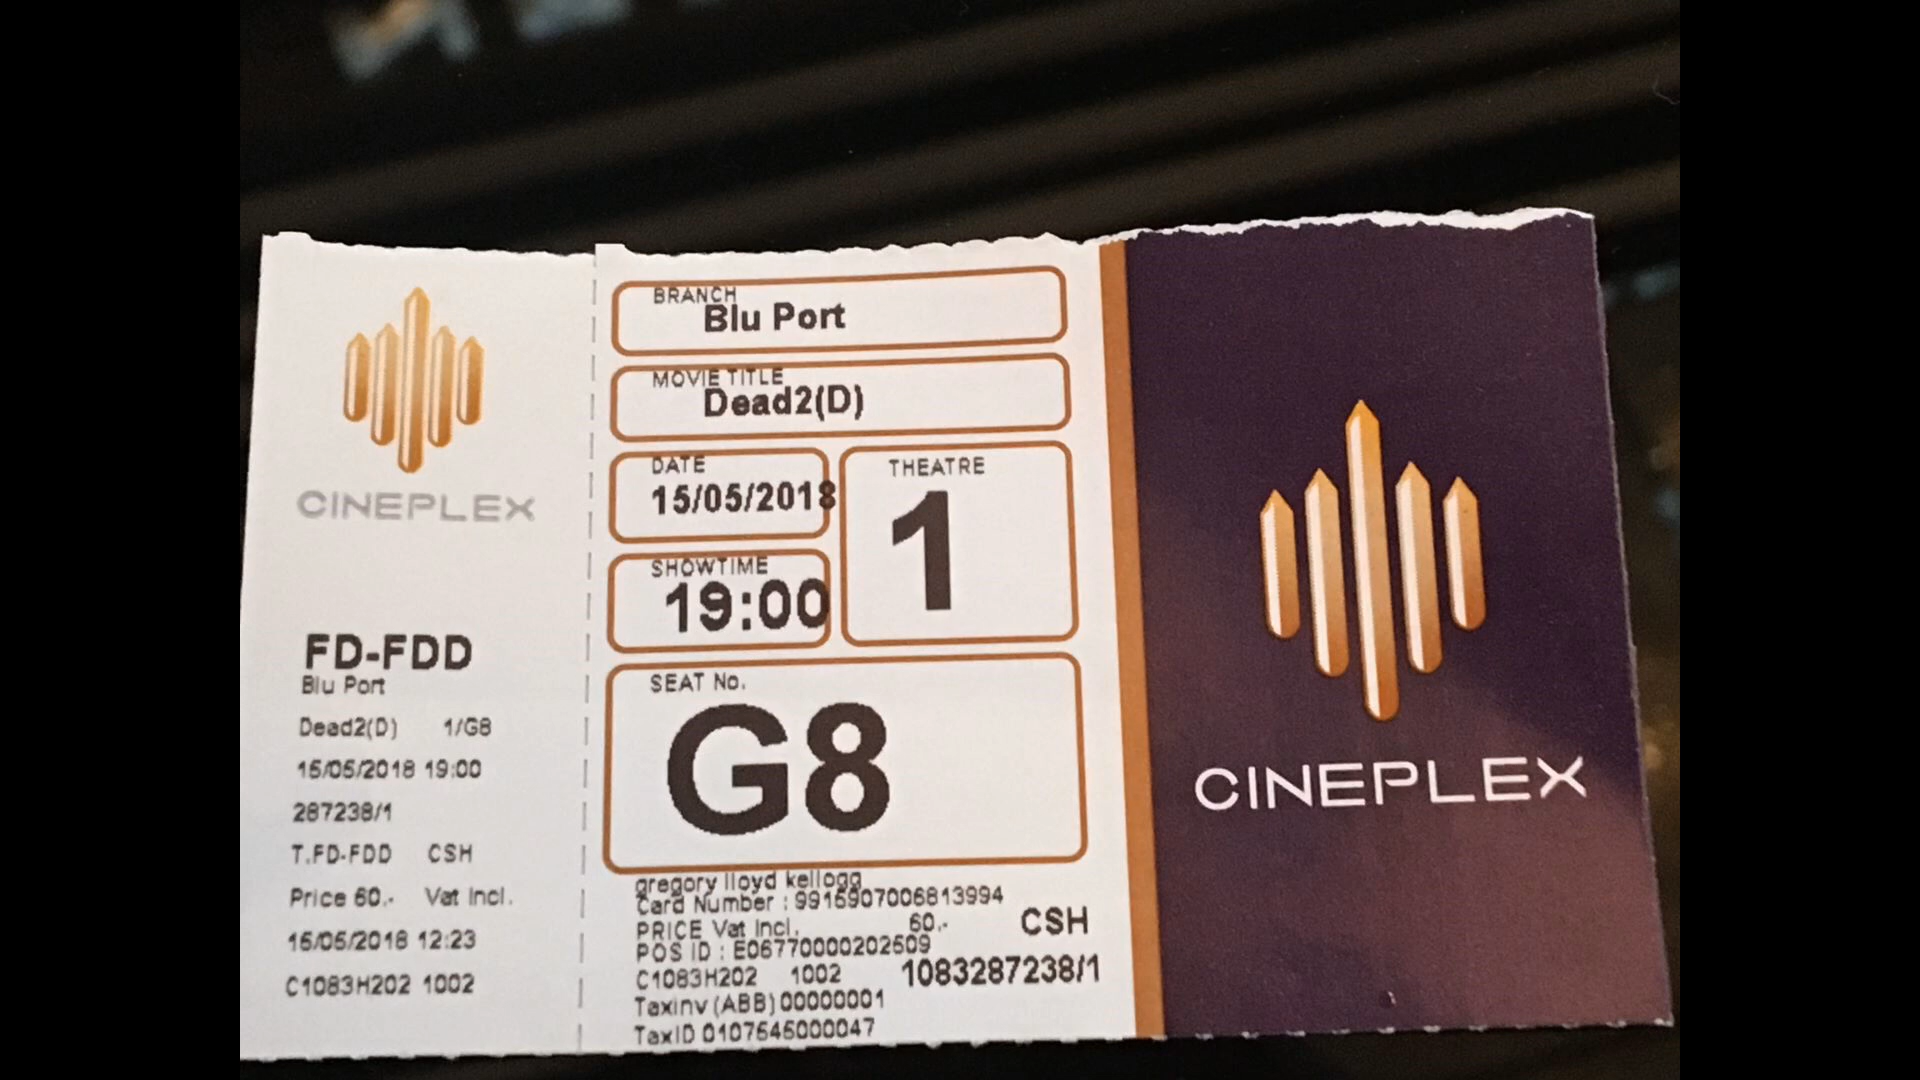 CINEPLEX
FD-FDD
Blu Port
Dead2(D) 1/G8
15/05/2018 19:00
287238/1
T.FD-FDD CSH
Price 60.- Vat Incl.
15/05/2018 12:23
C1083H202 1002
BRANCH
Blu Port
MOVIE TITLE
Dead2(D)
DATE
15/05/2018
SHOWTIME
19:00
THEATRE
1
SEAT No.
G8
gregory lloyd kellogg
Card Number : 9915907006813994
PRICE Vat Incl. 60.- CSH
POS ID : E06770000202509
C1083H202 1002 1083287238/1
TaxInv (ABB) 00000001
TaxID 0107545000047
CINEPLEX